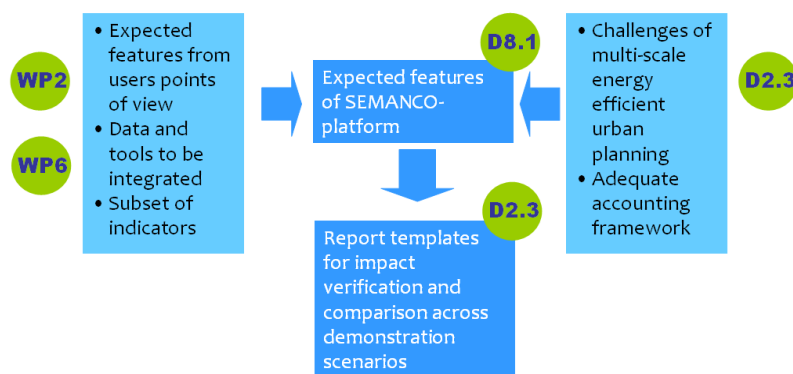 WP2
WP6
• Expected
features from
users points
of view
• Data and
tools to be
integrated
• Subset of
indicators
D8.1
Expected features
of SEMANCO-
platform
D2.3
Report templates
for impact
verification and
comparison across
demonstration
scenarios
• Challenges of
multi-scale
energy
efficient
urban
planning
• Adequate
accounting
framework
D2.3